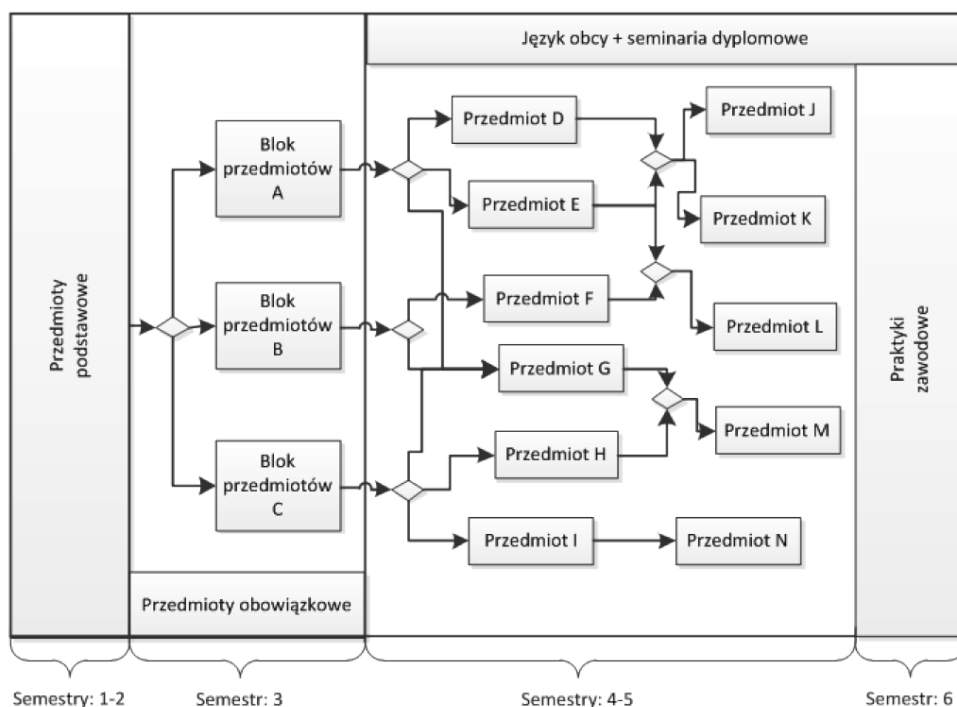 Język obcy + seminaria dyplomowe
Przedmioty
podstawowe
Blok
przedmiotów
A
Blok
przedmiotów
B
Blok
przedmiotów
C
Przedmioty obowiązkowe
Przedmiot D
Przedmiot E
Przedmiot F
Przedmiot G
Przedmiot H
Przedmiot I
Przedmiot J
Przedmiot K
Przedmiot L
Przedmiot M
Przedmiot N
Praktyki
zawodowe
Semestry: 1-2
Semestr: 3
Semestry: 4-5
Semestr: 6